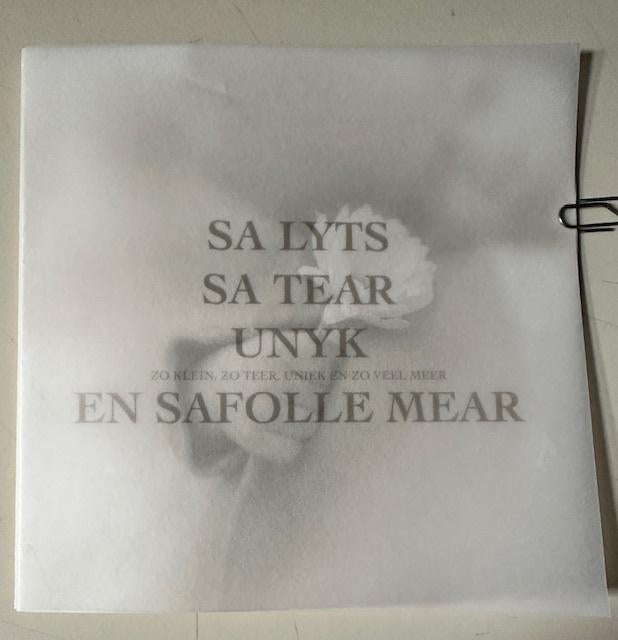 SA LYTS
SA TEAR
UNYK
ZO KLEIN, ZO TEER, UNIEK EN ZO VEEL MEER
EN SAFOLLE MEAR